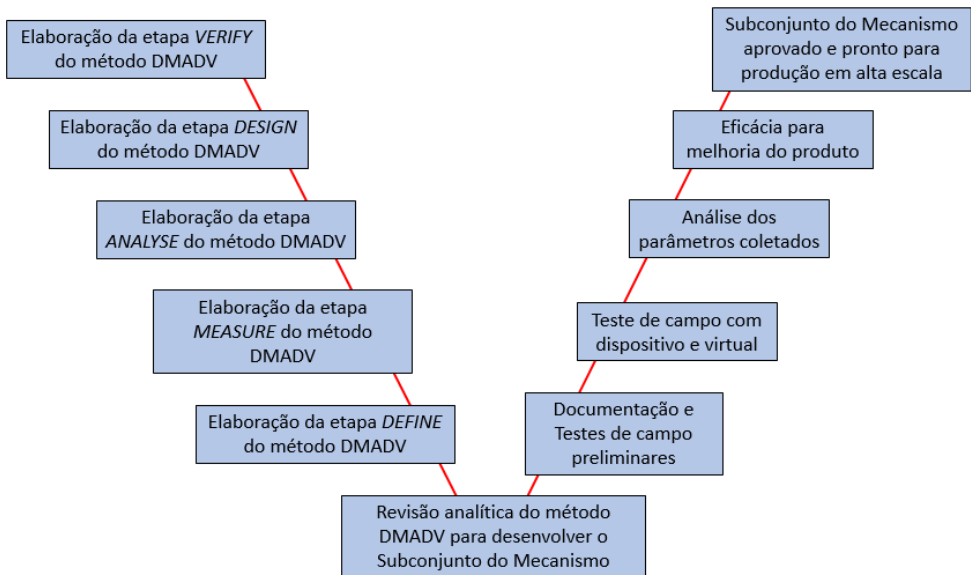 Elaboração da etapa VERIFY
do método DMADV
Elaboração da etapa DESIGN
do método DMADV
Elaboração da etapa
ANALYSE do método DMADV
Elaboração da etapa
MEASURE do método
DMADV
Elaboração da etapa DEFINE
do método DMADV
Revisão analítica do método
DMADV para desenvolver o
Subconjunto do Mecanismo
Subconjunto do Mecanismo
aprovado e pronto para
produção em alta escala
Eficácia para
melhoria do produto
Análise dos
parâmetros coletados
Teste de campo com
dispositivo e virtual
Documentação e
Testes de campo
preliminares